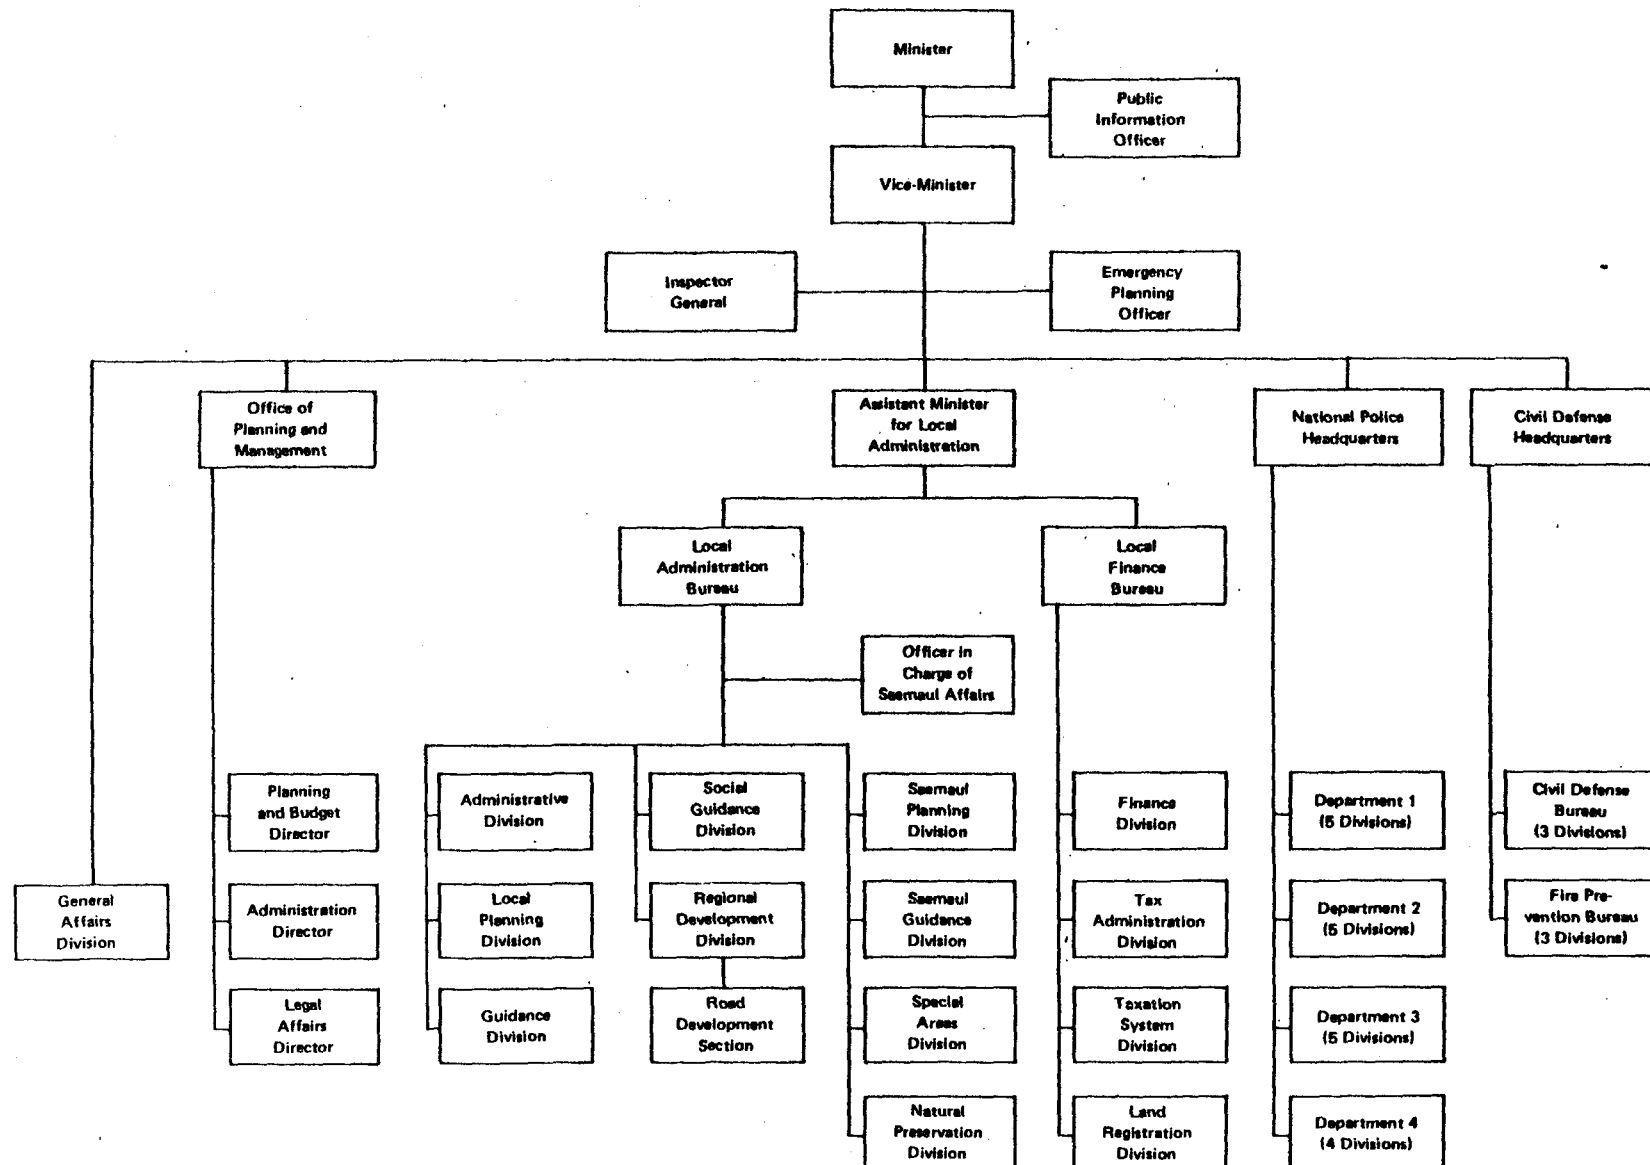 Minister
Public
Information
Officer
Vice-Minister
Inspector
General
Emergency
Planning
Officer
Office of
Planning and
Management
Assistant Minister
for Local
Administration
National Police
Headquarters
Civil Defense
Headquarters
Local
Administration
Bureau
Local
Finance
Bureau
Officer in
Charge of
Saemaul Affairs
Planning
and Budget
Director
Administrative
Division
Social
Guidance
Division
Saemaul
Planning
Division
Finance
Division
Department 1
(5 Divisions)
Civil Defense
Bureau
(3 Divisions)
General
Affairs
Division
Administration
Director
Local
Planning
Division
Regional
Development
Division
Saemaul
Guidance
Division
Tax
Administration
Division
Department 2
(5 Divisions)
Fire Pre-
vention Bureau
(3 Divisions)
Legal
Affairs
Director
Guidance
Division
Road
Development
Section
Special
Areas
Division
Taxation
System
Division
Department 3
(5 Divisions)
Natural
Preservation
Division
Land
Registration
Division
Department 4
(4 Divisions)